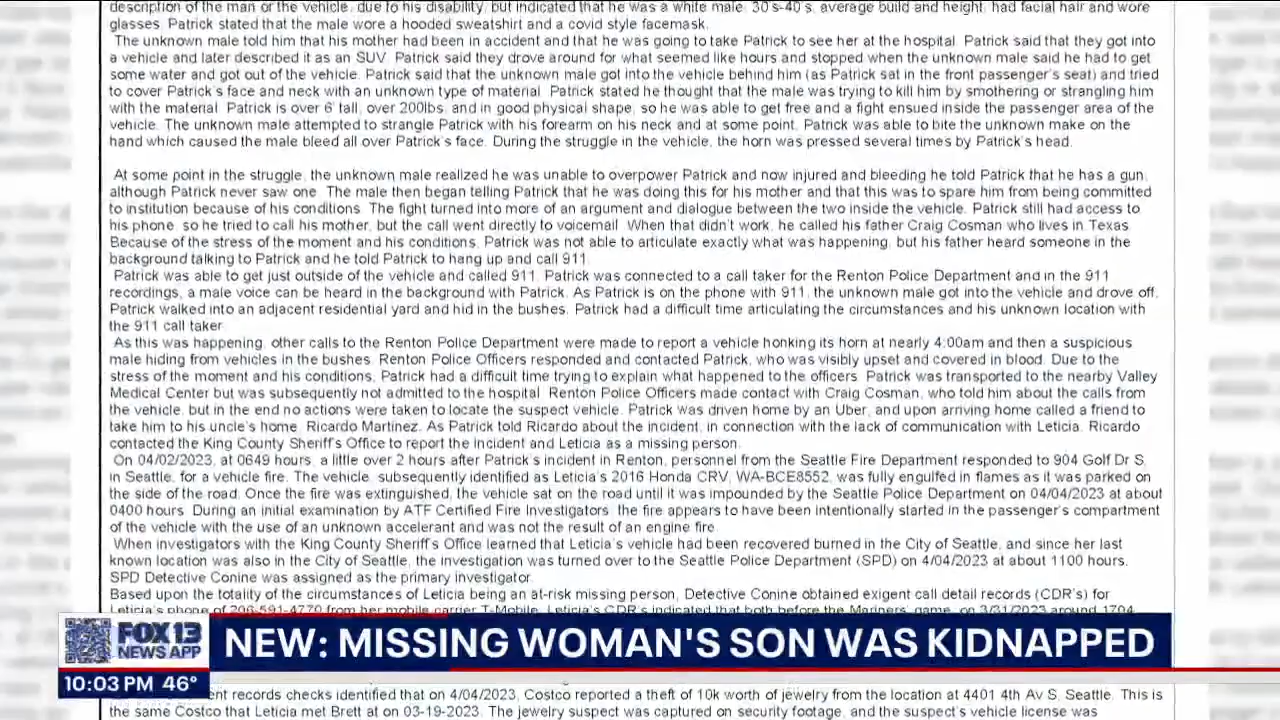 description of the man or the vehicle, due to his disability, but indicated that he was a white male, 30's-40's, average build and height, had facial hair and wore
glasses. Patrick stated that the male wore a hooded sweatshirt and a covid style facemask.
The unknown male told him that his mother had been in accident and that he was going to take Patrick to see her at the hospital. Patrick said that they got into
a vehicle and later described it as an SUV. Patrick said they drove around for what seemed like hours and stopped when the unknown male said he had to get
some water and got out of the vehicle. Patrick said that the unknown male got into the vehicle behind him (as Patrick sat in the front passenger's seat) and tried
to cover Patrick's face and neck with an unknown type of material. Patrick stated he thought that the male was trying to kill him by smothering or strangling him
with the material. Patrick is over 6' tall, over 200lbs, and in good physical shape, so he was able to get free and a fight ensued inside the passenger area of the
vehicle. The unknown male attempted to strangle Patrick with his forearm on his neck and at some point, Patrick was able to bite the unknown make on the
hand which caused the male bleed all over Patrick's face. During the struggle in the vehicle, the horn was pressed several times by Patrick's head.
At some point in the struggle, the unknown male realized he was unable to overpower Patrick and now injured and bleeding he told Patrick that he has a gun,
although Patrick never saw one. The male then began telling Patrick that he was doing this for his mother and that this was to spare him from being committed
to institution because of his conditions. The fight turned into more of an argument and dialogue between the two inside the vehicle. Patrick still had access to
his phone, so he tried to call his mother, but the call went directly to voicemail. When that didn't work, he called his father Craig Cosman who lives in Texas.
Because of the stress of the moment and his conditions, Patrick was not able to articulate exactly what was happening, but his father heard someone in the
background talking to Patrick and he told Patrick to hang up and call 911.
Patrick was able to get just outside of the vehicle and called 911. Patrick was connected to a call taker for the Renton Police Department and in the 911
recordings, a male voice can be heard in the background with Patrick. As Patrick is on the phone with 911, the unknown male got into the vehicle and drove off.
Patrick walked into an adjacent residential yard and hid in the bushes. Patrick had a difficult time articulating the circumstances and his unknown location with
the 911 call taker.
As this was happening, other calls to the Renton Police Department were made to report a vehicle honking its horn at nearly 4:00am and then a suspicious
male hiding from vehicles in the bushes. Renton Police Officers responded and contacted Patrick, who was visibly upset and covered in blood. Due to the
stress of the moment and his conditions, Patrick had a difficult time trying to explain what happened to the officers. Patrick was transported to the nearby Valley
Medical Center but was subsequently not admitted to the hospital. Renton Police Officers made contact with Craig Cosman, who told him about the calls from
the vehicle, but in the end no actions were taken to locate the suspect vehicle. Patrick was driven home by an Uber, and upon arriving home called a friend to
take him to his uncle's home, Ricardo Martinez. As Patrick told Ricardo about the incident, in connection with the lack of communication with Leticia, Ricardo
contacted the King County Sheriff's Office to report the incident and Leticia as a missing person.
On 04/02/2023, at 0649 hours, a little over 2 hours after Patrick's incident in Renton, personnel from the Seattle Fire Department responded to 904 Golf Dr S,
in Seattle, for a vehicle fire. The vehicle, subsequently identified as Leticia's 2016 Honda CRV, WA-BCE8552, was fully engulfed in flames as it was parked on
the side of the road. Once the fire was extinguished, the vehicle sat on the road until it was impounded by the Seattle Police Department on 04/04/2023 at about
0400 hours. During an initial examination by ATF Certified Fire Investigators, the fire appears to have been intentionally started in the passenger's compartment
of the vehicle with the use of an unknown accelerant and was not the result of an engine fire.
When investigators with the King County Sheriff's Office learned that Leticia's vehicle had been recovered burned in the City of Seattle, and since her last
known location was also in the City of Seattle, the investigation was turned over to the Seattle Police Department (SPD) on 4/04/2023 at about 1100 hours.
SPD Detective Conine was assigned as the primary investigator.
Based upon the totality of the circumstances of Leticia being an at-risk missing person, Detective Conine obtained exigent call detail records (CDR's) for
Leticia's phone of 206-591-4770 from her mobile carrier T-Mobile. Leticia's CDR's indicated that both before the Mariners' game, on 3/31/2023 around 1704
FOX 13
NEWS APP
NEW: MISSING WOMAN'S SON WAS KIDNAPPED
10:03 PM 46°
records checks identified that on 4/04/2023, Costco reported a theft of 10k worth of jewelry from the location at 4401 4th Av S, Seattle. This is
the same Costco that Leticia met Brett at on 03-19-2023. The jewelry suspect was captured on security footage, and the suspect's vehicle license was